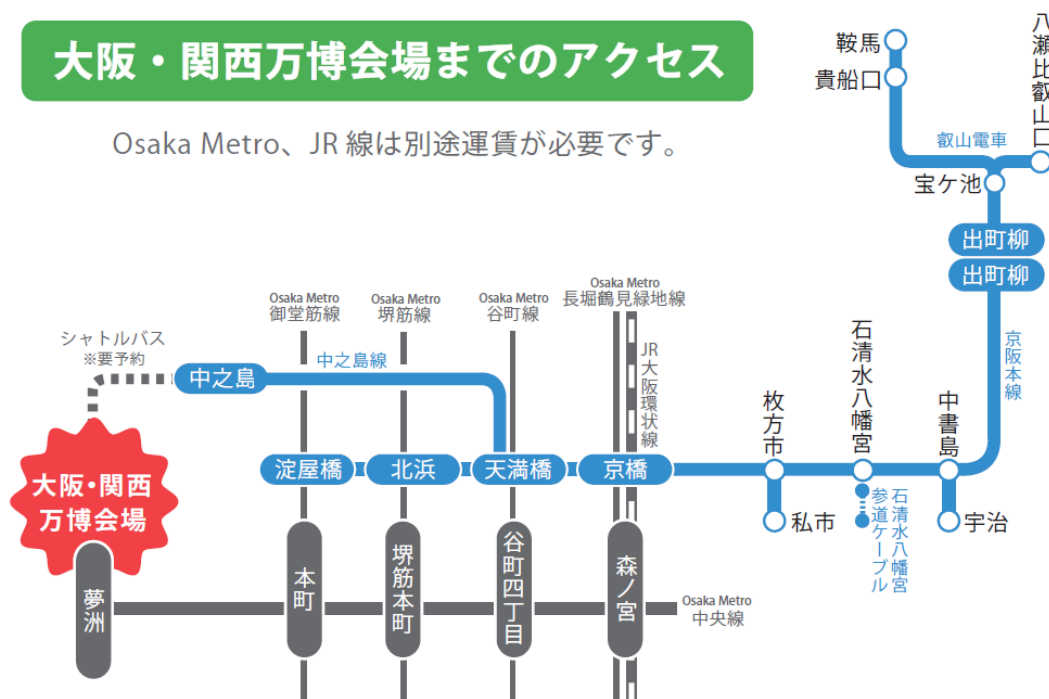 大阪・関西万博会場までのアクセス
Osaka Metro、JR 線は別途運賃が必要です。
鞍馬
貴船口
八瀬比叡山口
叡山電車
宝ケ池
出町柳
出町柳
京阪本線
Osaka Metro
御堂筋線
Osaka Metro
堺筋線
Osaka Metro
谷町線
Osaka Metro
長堀鶴見緑地線
JR大阪環状線
シャトルバス
※要予約
中之島
中之島線
淀屋橋
北浜
天満橋
京橋
枚方市
石清水八幡宮
中書島
私市
石清水八幡宮
参道ケーブル
宇治
大阪・関西
万博会場
夢洲
本町
堺筋本町
谷町四丁目
森ノ宮
Osaka Metro
中央線